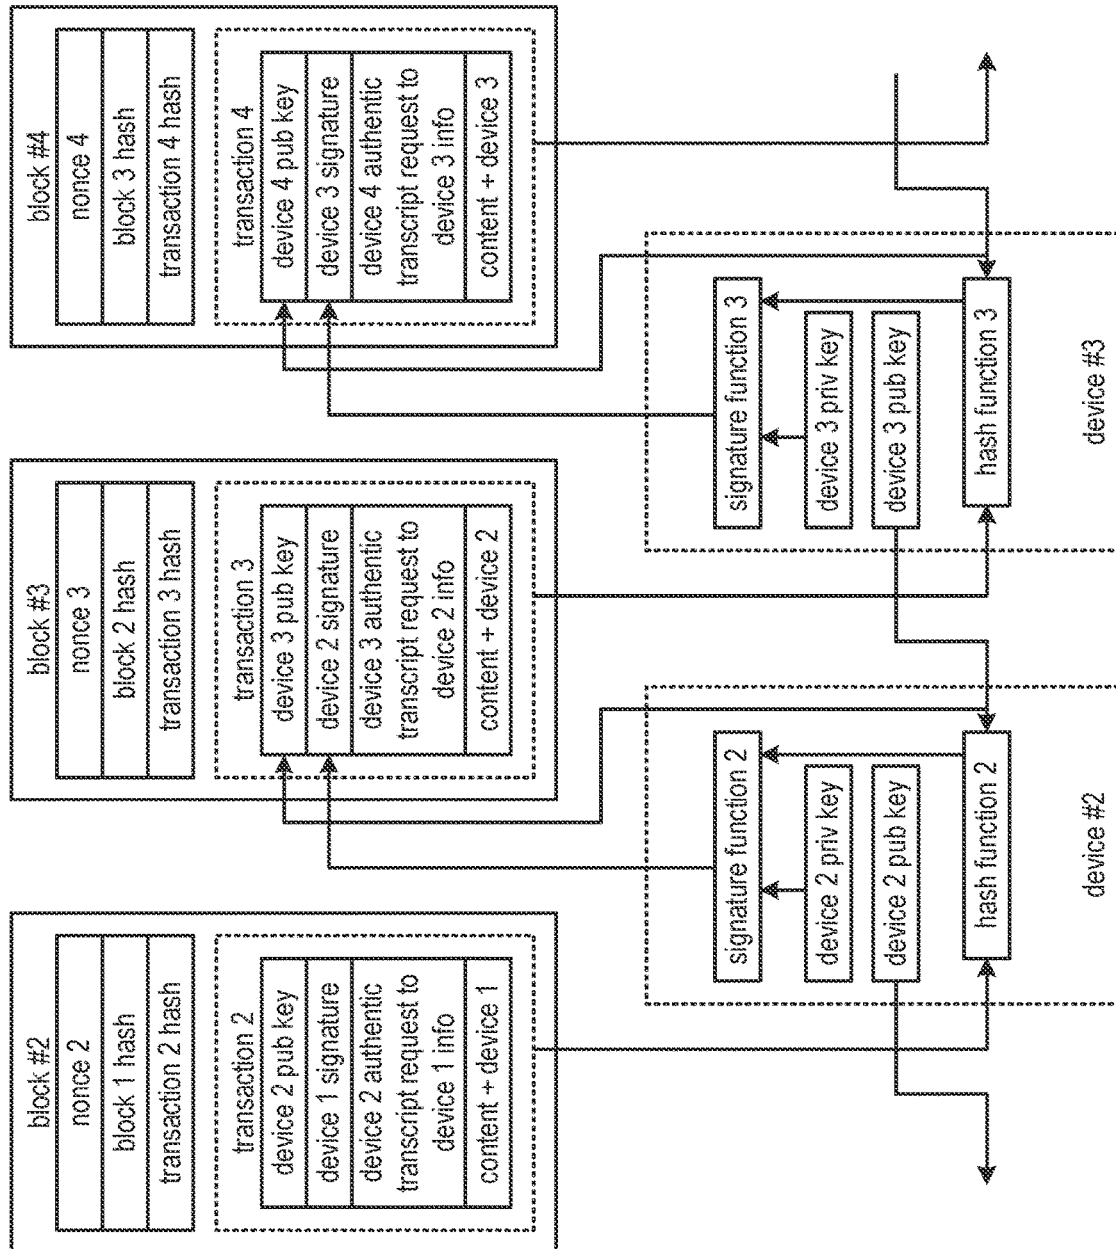 block #2
nonce 2
block 1 hash
transaction 2 hash
transaction 2
device 2 pub key
device 1 signature
device 2 authentic
transcript request to
device 1 info
content + device 1
block #3
nonce 3
block 2 hash
transaction 3 hash
transaction 3
device 3 pub key
device 2 signature
device 3 authentic
transcript request to
device 2 info
content + device 2
block #4
nonce 4
block 3 hash
transaction 4 hash
transaction 4
device 4 pub key
device 3 signature
device 4 authentic
transcript request to
device 3 info
content + device 3
signature function 2
device 2 priv key
device 2 pub key
hash function 2
device #2
signature function 3
device 3 priv key
device 3 pub key
hash function 3
device #3